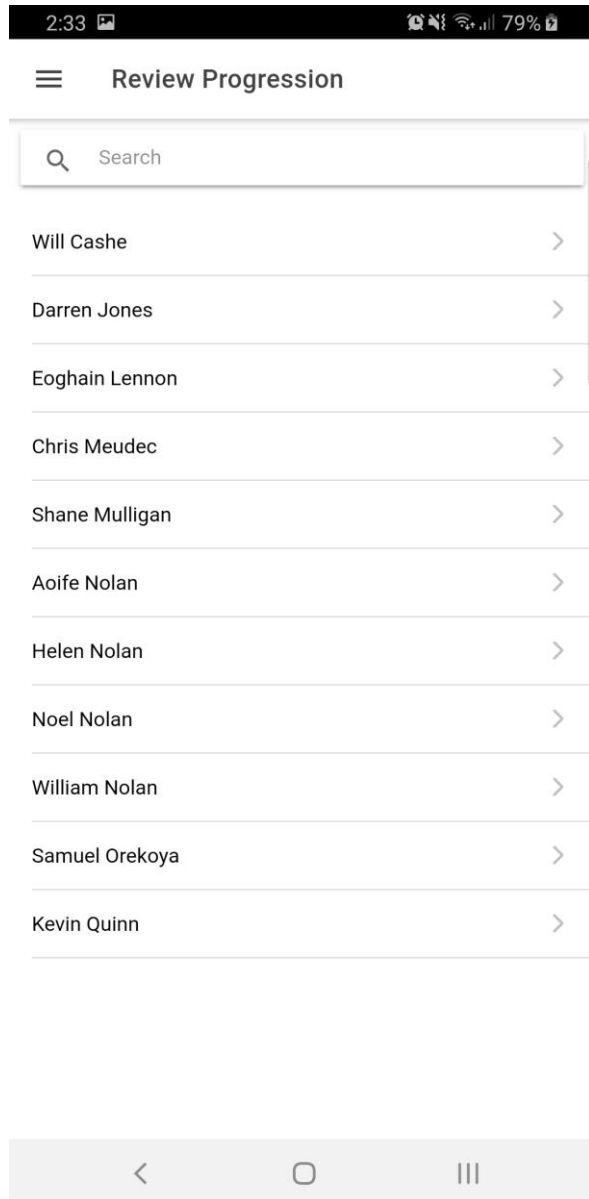 2:33 79%
Review Progression
Search
Will Cashe
Darren Jones
Eoghain Lennon
Chris Meudec
Shane Mulligan
Aoife Nolan
Helen Nolan
Noel Nolan
William Nolan
Samuel Orekoya
Kevin Quinn